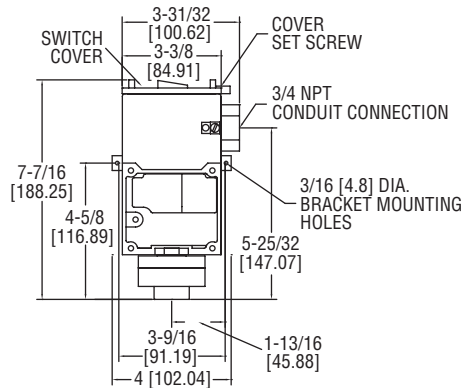 3-31/32
[100.62]
SWITCH
COVER
3-3/8
[84.91]
COVER
SET SCREW
3/4 NPT
CONDUIT CONNECTION
7-7/16
[188.25]
4-5/8
[116.89]
3/16 [4.8] DIA.
BRACKET MOUNTING
HOLES
5-25/32
[147.07]
3-9/16
[91.19]
1-13/16
[45.88]
4 [102.04]